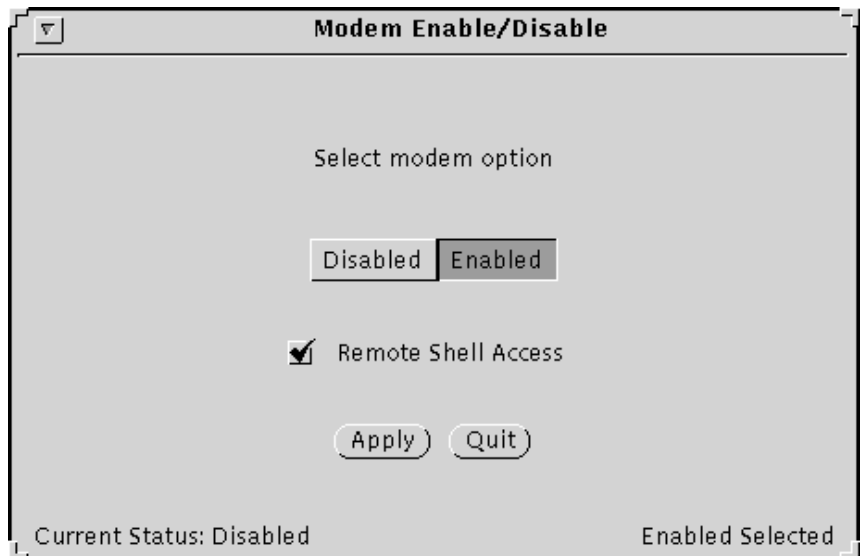 Modem Enable/Disable
Select modem option
Disabled Enabled
Remote Shell Access
Apply Quit
Current Status: Disabled Enabled Selected